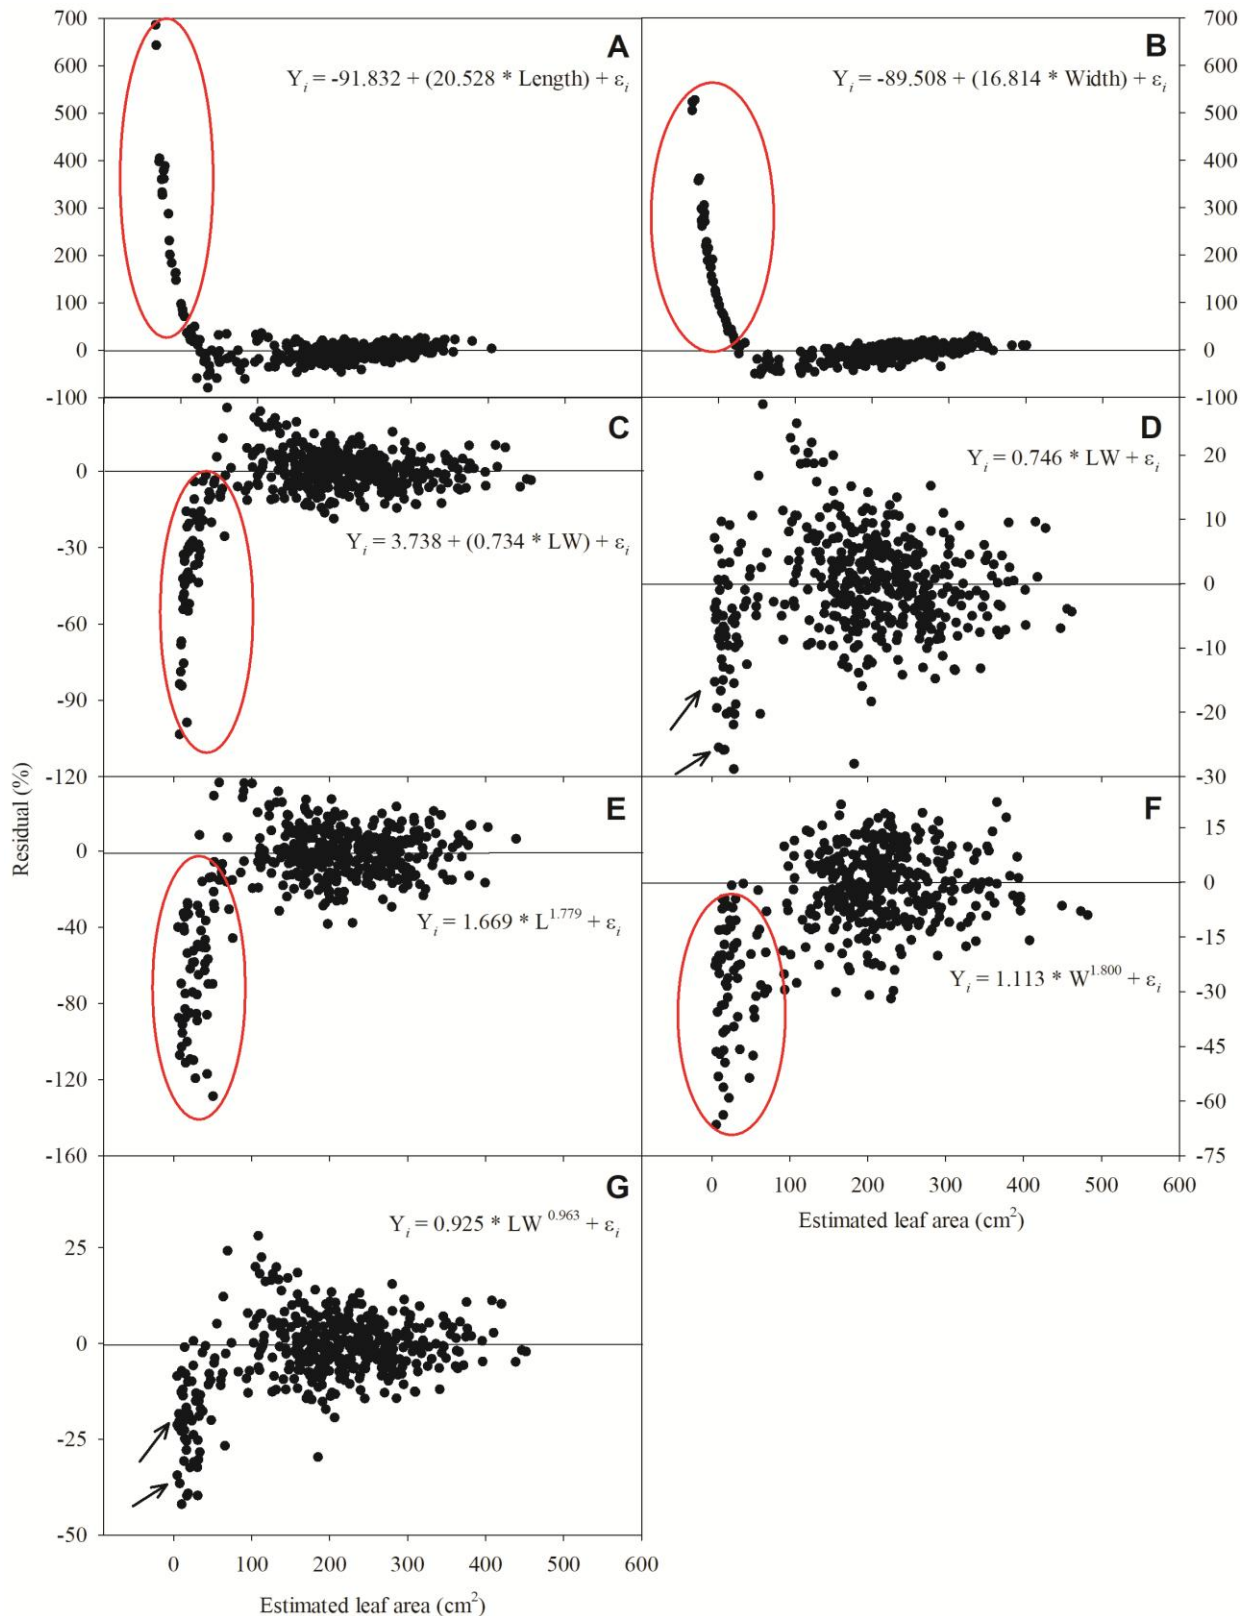 700
600
500
400
300
200
100
0
-100
A
Y_i = -91.832 + (20.528 * Length) + ε_i
B
Y_i = -89.508 + (16.814 * Width) + ε_i
700
600
500
400
300
200
100
0
-100
0
-30
-60
-90
-120
C
Y_i = 3.738 + (0.734 * LW) + ε_i
D
Y_i = 0.746 * LW + ε_i
20
10
0
-10
-20
-30
Residual (%)
0
-40
-80
-120
-160
E
Y_i = 1.669 * L^1.779 + ε_i
F
Y_i = 1.113 * W^1.800 + ε_i
15
0
-15
-30
-45
-60
-75
0 100 200 300 400 500 600
Estimated leaf area (cm²)
25
0
-25
-50
G
Y_i = 0.925 * LW^0.963 + ε_i
0 100 200 300 400 500 600
Estimated leaf area (cm²)